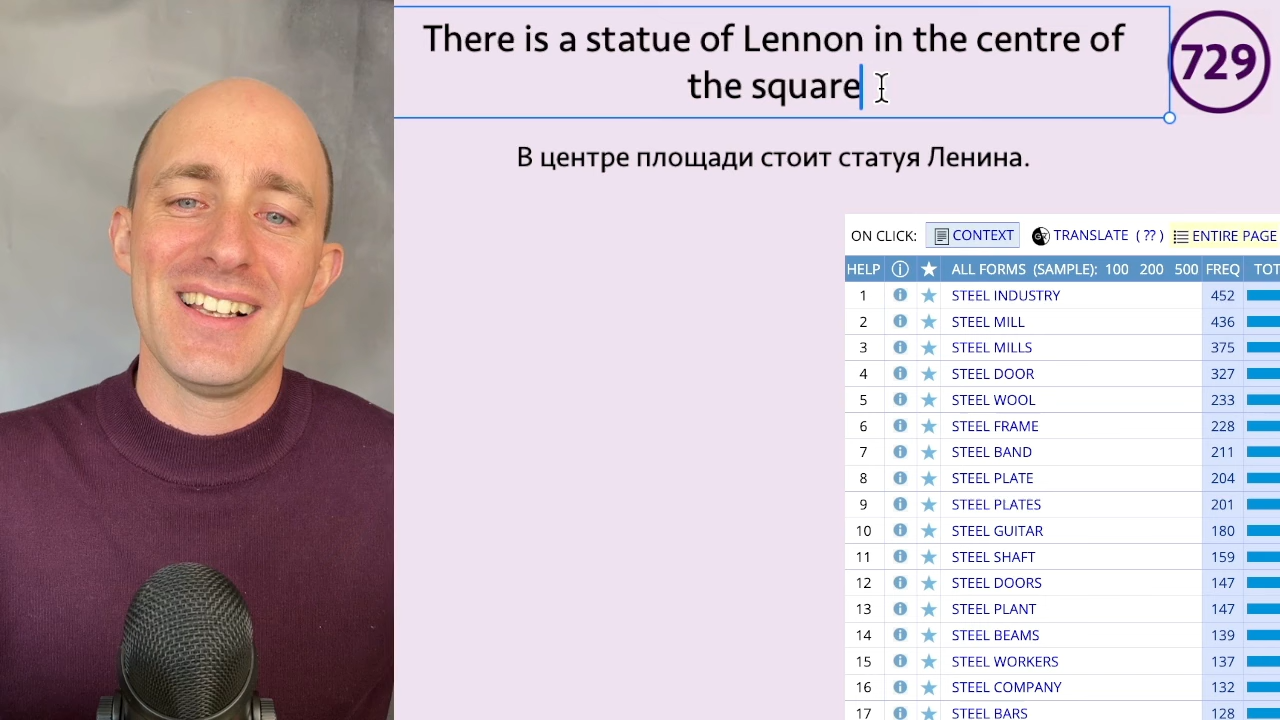 There is a statue of Lennon in the centre of
the square
729
В центре площади стоит статуя Ленина.
ON CLICK: CONTEXT TRANSLATE ( ?? ) ENTIRE PAGE
HELP ALL FORMS (SAMPLE): 100 200 500 FREQ TOT
1 STEEL INDUSTRY 452
2 STEEL MILL 436
3 STEEL MILLS 375
4 STEEL DOOR 327
5 STEEL WOOL 233
6 STEEL FRAME 228
7 STEEL BAND 211
8 STEEL PLATE 204
9 STEEL PLATES 201
10 STEEL GUITAR 180
11 STEEL SHAFT 159
12 STEEL DOORS 147
13 STEEL PLANT 147
14 STEEL BEAMS 139
15 STEEL WORKERS 137
16 STEEL COMPANY 132
17 STEEL BARS 128